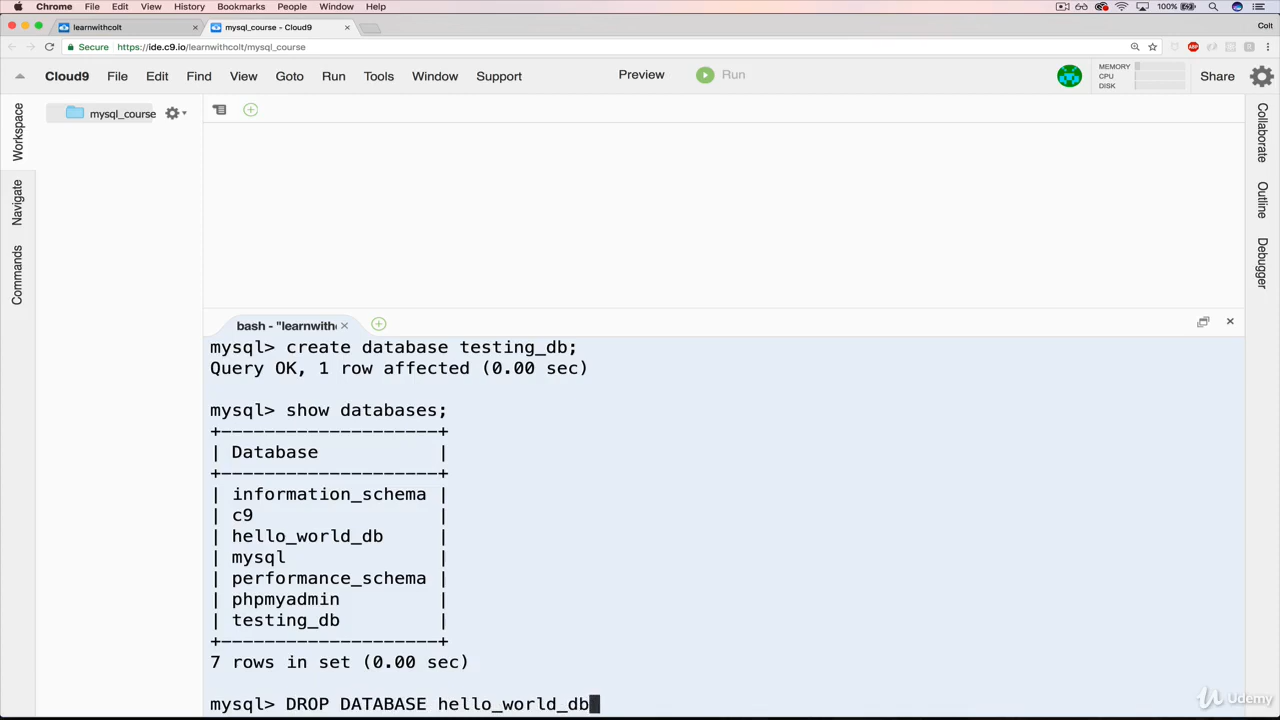 Chrome File Edit View History Bookmarks People Window Help 100% Colt
learnwithcolt mysql_course - Cloud9
Secure https://ide.c9.io/learnwithcolt/mysql_course
Cloud9 File Edit Find View Goto Run Tools Window Support Preview Run MEMORY CPU DISK Share
Workspace
Navigate
Commands
mysql_course
Collaborate
Outline
Debugger
bash - "learnwith
mysql> create database testing_db;
Query OK, 1 row affected (0.00 sec)
mysql> show databases;
+--------------------+
| Database |
+--------------------+
| information_schema |
| c9 |
| hello_world_db |
| mysql |
| performance_schema |
| phpmyadmin |
| testing_db |
+--------------------+
7 rows in set (0.00 sec)
mysql> DROP DATABASE hello_world_db
Udemy